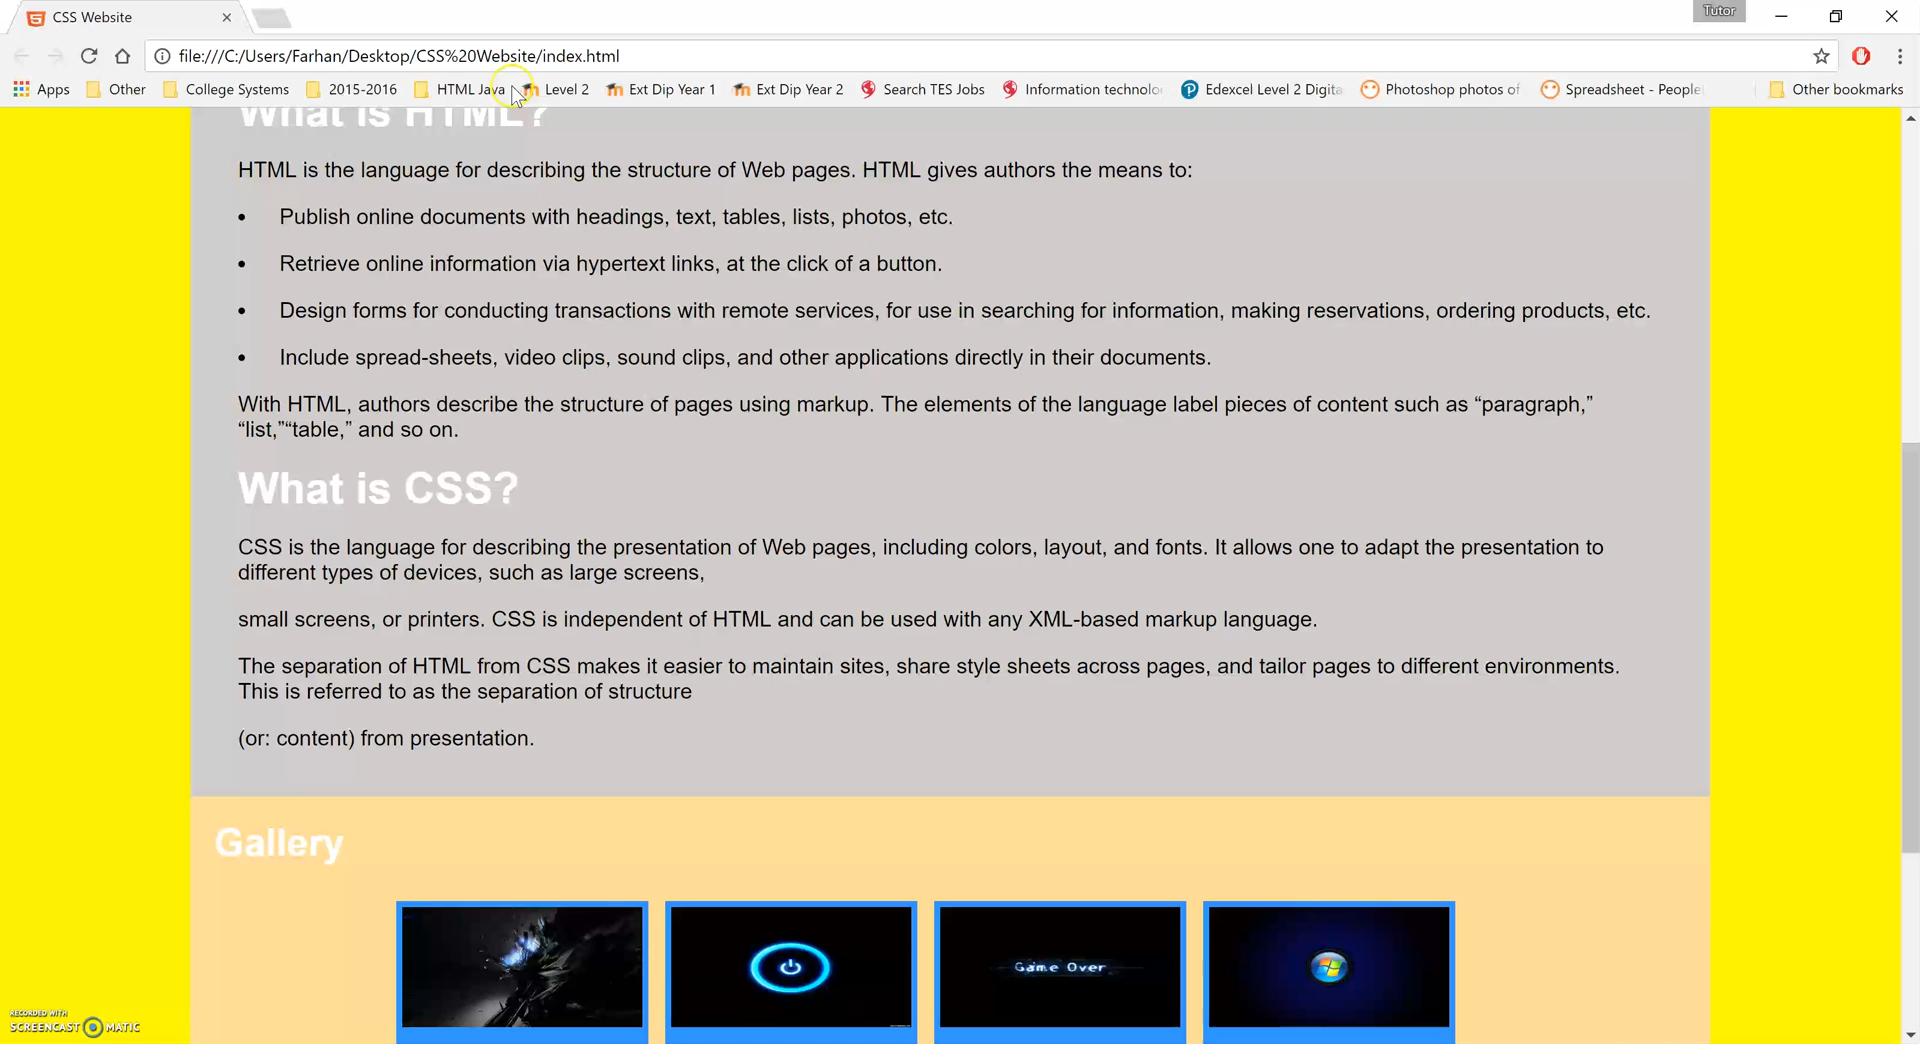 CSS Website
Tutor
file:///C:/Users/Farhan/Desktop/CSS%20Website/index.html
Apps Other College Systems 2015-2016 HTML Java Level 2 Ext Dip Year 1 Ext Dip Year 2 Search TES Jobs Information technolo Edexcel Level 2 Digita Photoshop photos of Spreadsheet - People Other bookmarks
What is HTML?
HTML is the language for describing the structure of Web pages. HTML gives authors the means to:
• Publish online documents with headings, text, tables, lists, photos, etc.
• Retrieve online information via hypertext links, at the click of a button.
• Design forms for conducting transactions with remote services, for use in searching for information, making reservations, ordering products, etc.
• Include spread-sheets, video clips, sound clips, and other applications directly in their documents.
With HTML, authors describe the structure of pages using markup. The elements of the language label pieces of content such as “paragraph,”
“list,”“table,” and so on.
What is CSS?
CSS is the language for describing the presentation of Web pages, including colors, layout, and fonts. It allows one to adapt the presentation to
different types of devices, such as large screens,
small screens, or printers. CSS is independent of HTML and can be used with any XML-based markup language.
The separation of HTML from CSS makes it easier to maintain sites, share style sheets across pages, and tailor pages to different environments.
This is referred to as the separation of structure
(or: content) from presentation.
Gallery
Game Over
RECORDED WITH
SCREENCAST MATIC